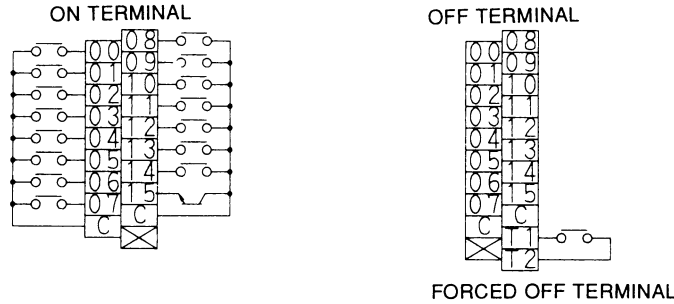 ON TERMINAL
OFF TERMINAL
00 08
01 09
02 10
03 11
04 12
05 13
06 14
07 15
C C
00 08
01 09
02 10
03 11
04 12
05 13
06 14
07 15
C C
T1
T2
FORCED OFF TERMINAL